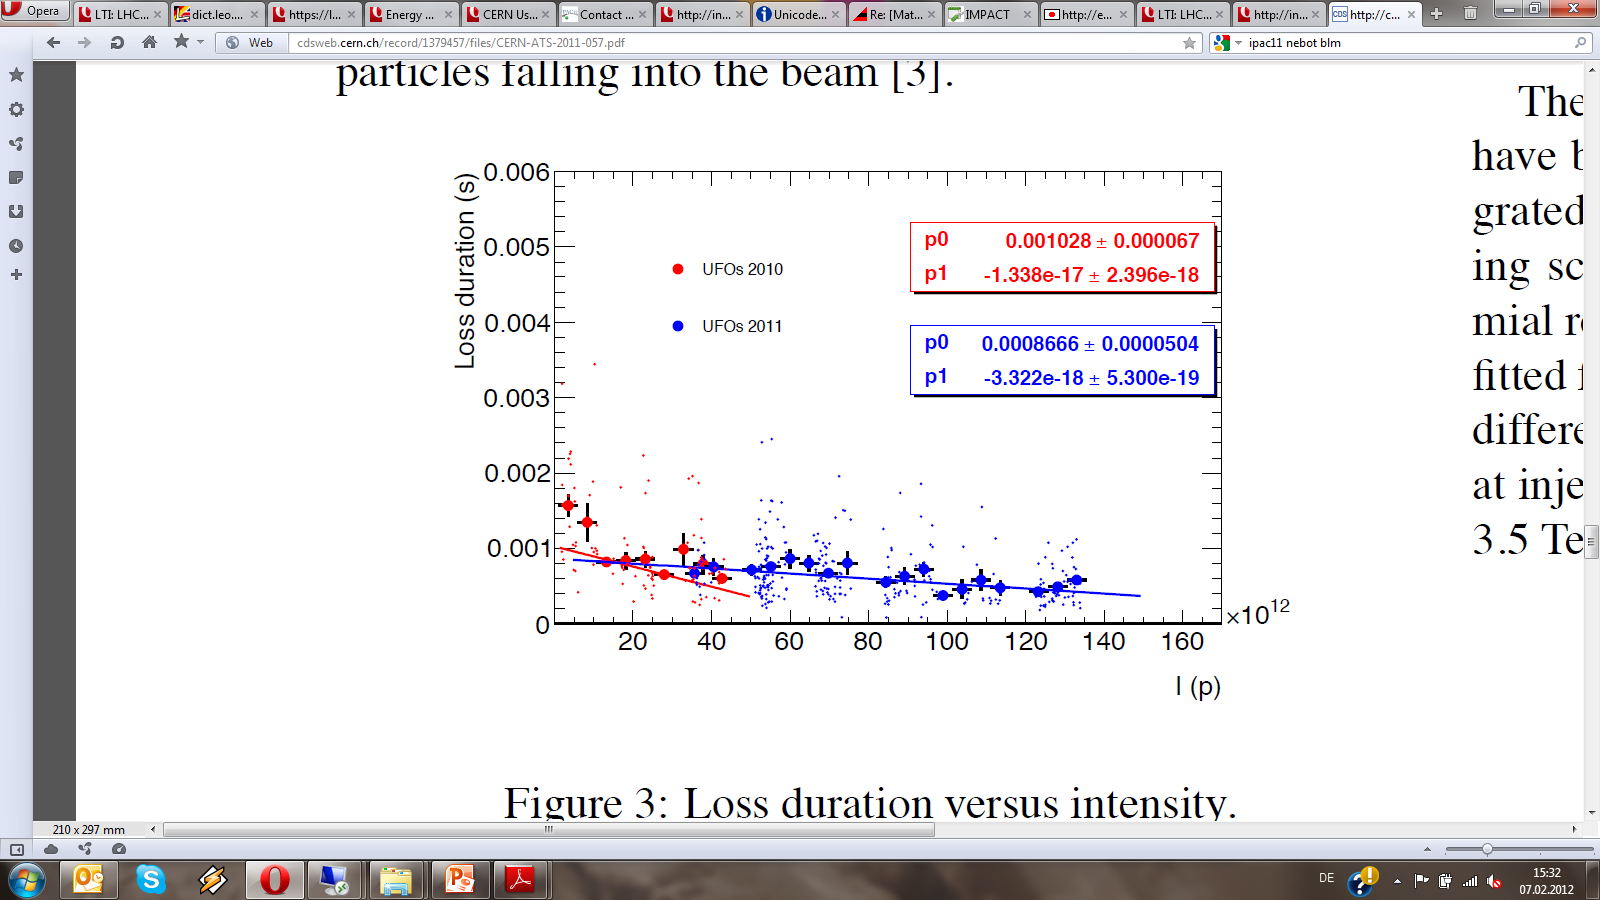 Opera
LTI: LHC...
dict.leo....
https://l...
Energy ...
CERN Us...
Contact ...
http://in...
Unicode...
Re: [Mat...
IMPACT
http://e...
LTI: LHC...
http://in...
http://c...
Web
cdsweb.cern.ch/record/1379457/files/CERN-ATS-2011-057.pdf
ipac11 nebot blm
particles falling into the beam [3].
Loss duration (s)
0.006
0.005
0.004
0.003
0.002
0.001
0
UFOs 2010
UFOs 2011
p0 0.001028 ± 0.000067
p1 -1.338e-17 ± 2.396e-18
p0 0.0008666 ± 0.0000504
p1 -3.322e-18 ± 5.300e-19
20 40 60 80 100 120 140 160
×10¹²
I (p)
Figure 3: Loss duration versus intensity.
The
have b
grated
ing sc
mial r
fitted f
differe
at inje
3.5 Te
210 x 297 mm
DE
15:32
07.02.2012